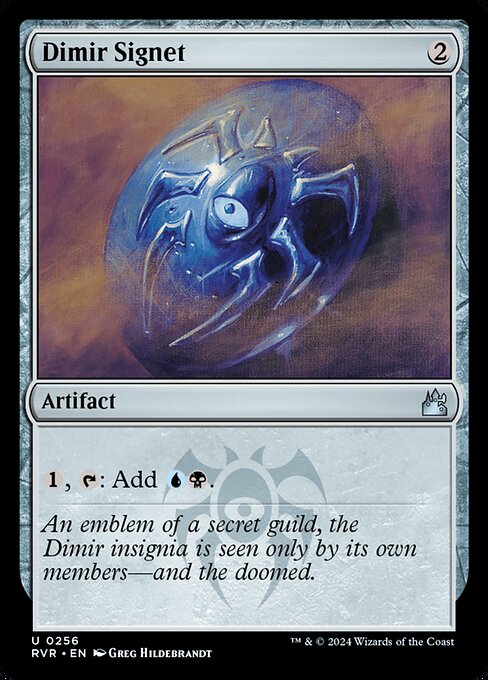 Dimir Signet 2
Artifact
1, : Add .
An emblem of a secret guild, the
Dimir insignia is seen only by its own
members—and the doomed.
U 0256
RVR • EN Greg Hildebrandt
™ & © 2024 Wizards of the Coast